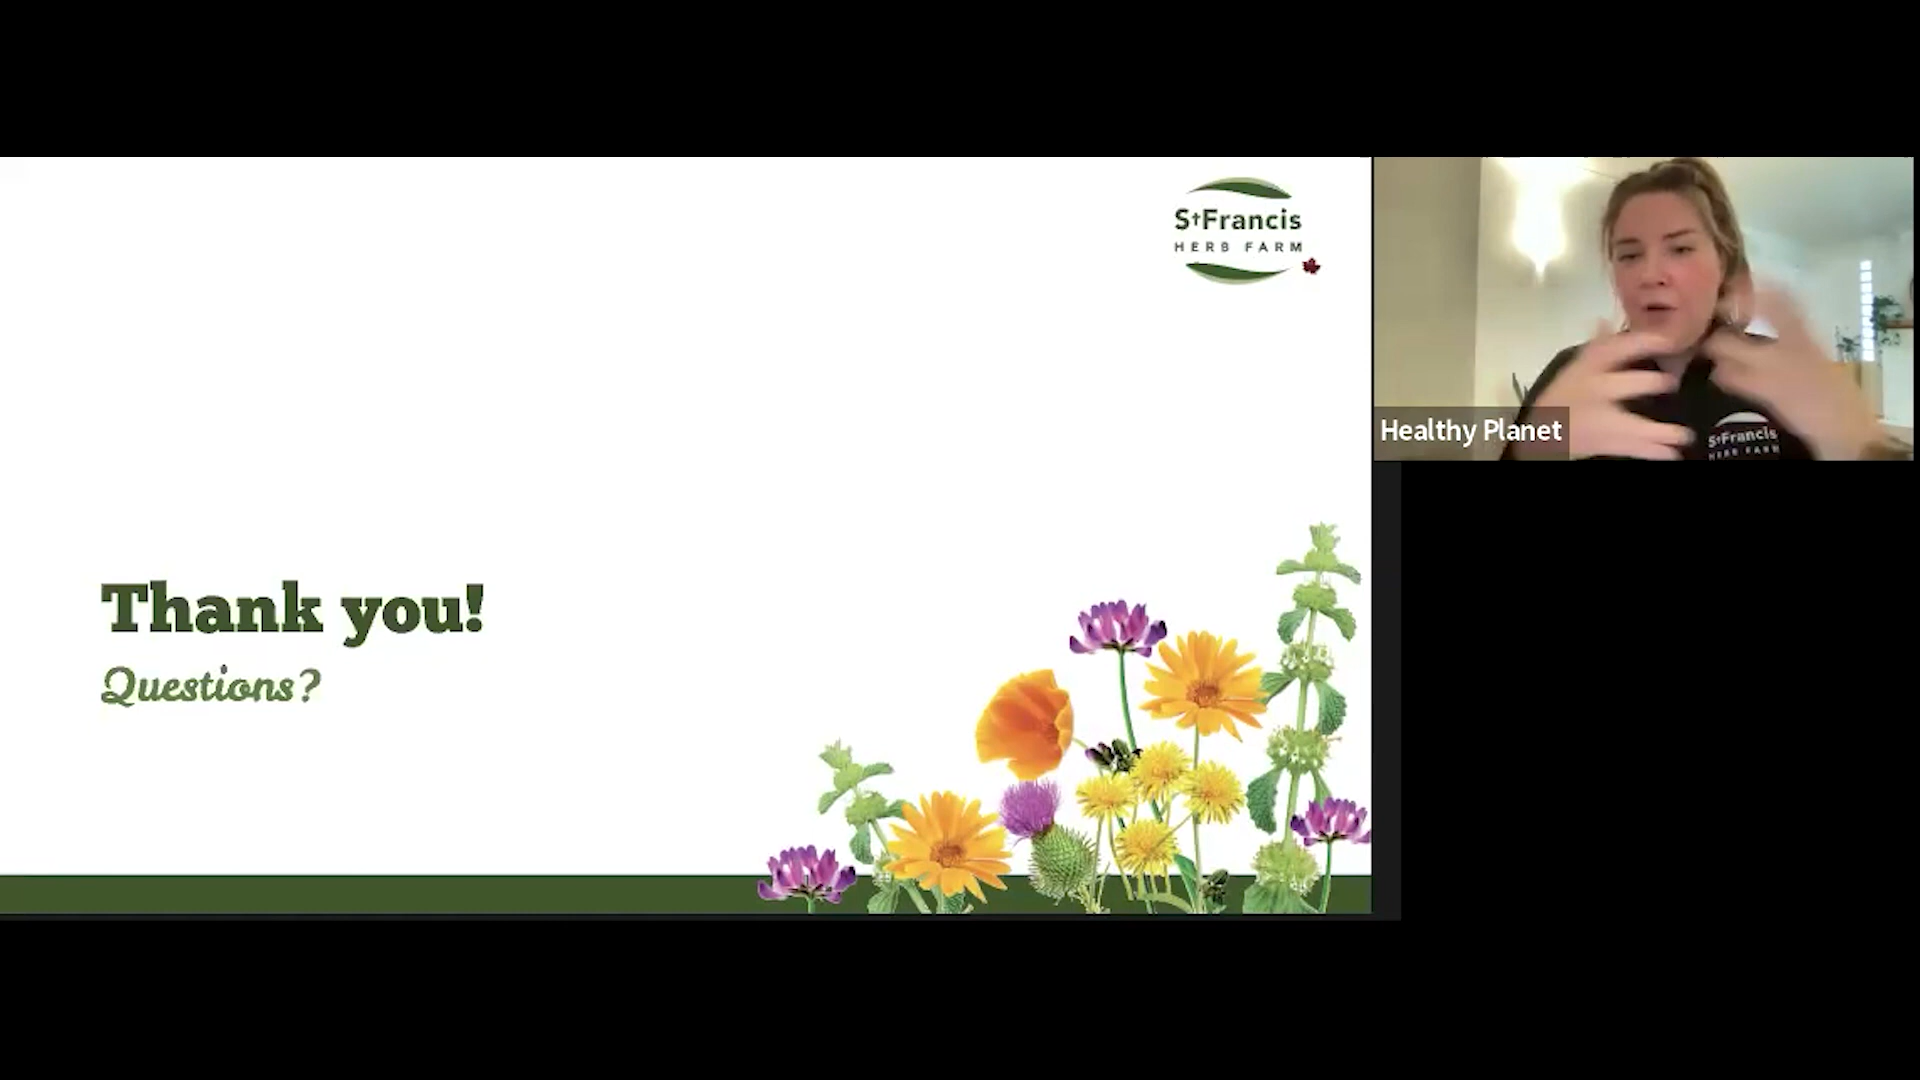 StFrancis
HERB FARM
Thank you!
Questions?
Healthy Planet
StFrancis
HERB FARM